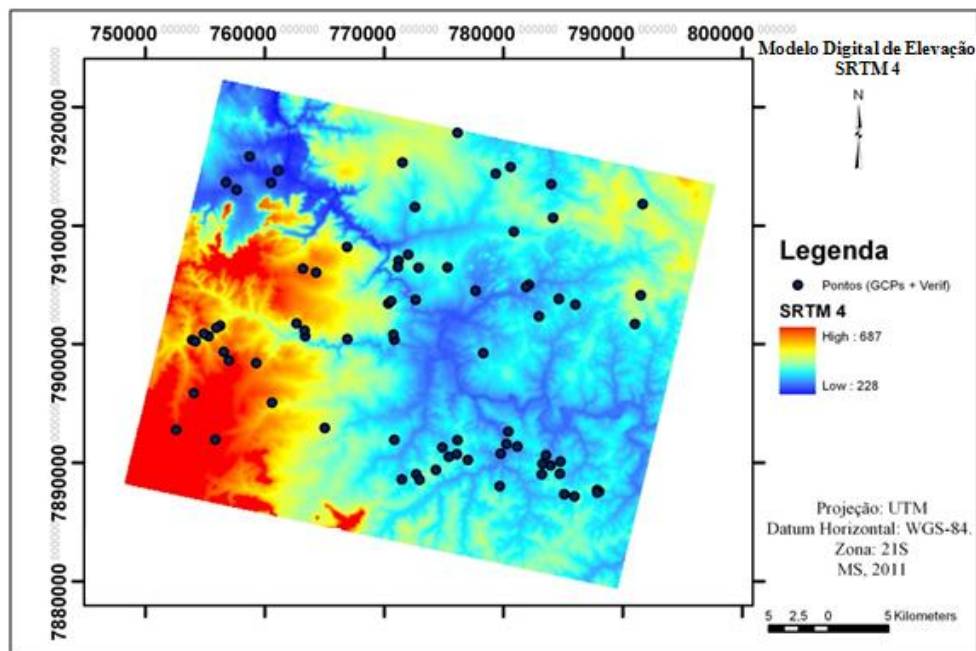 750000 760000 770000 780000 790000 800000
Modelo Digital de Elevação
SRTM 4
N
7920000
7910000
7900000
7890000
7880000
Legenda
Pontos (GCPs + Verif)
SRTM 4
High : 687
Low : 228
Projeção: UTM
Datum Horizontal: WGS-84.
Zona: 21S
MS, 2011
5 2.5 0 5 Kilometers